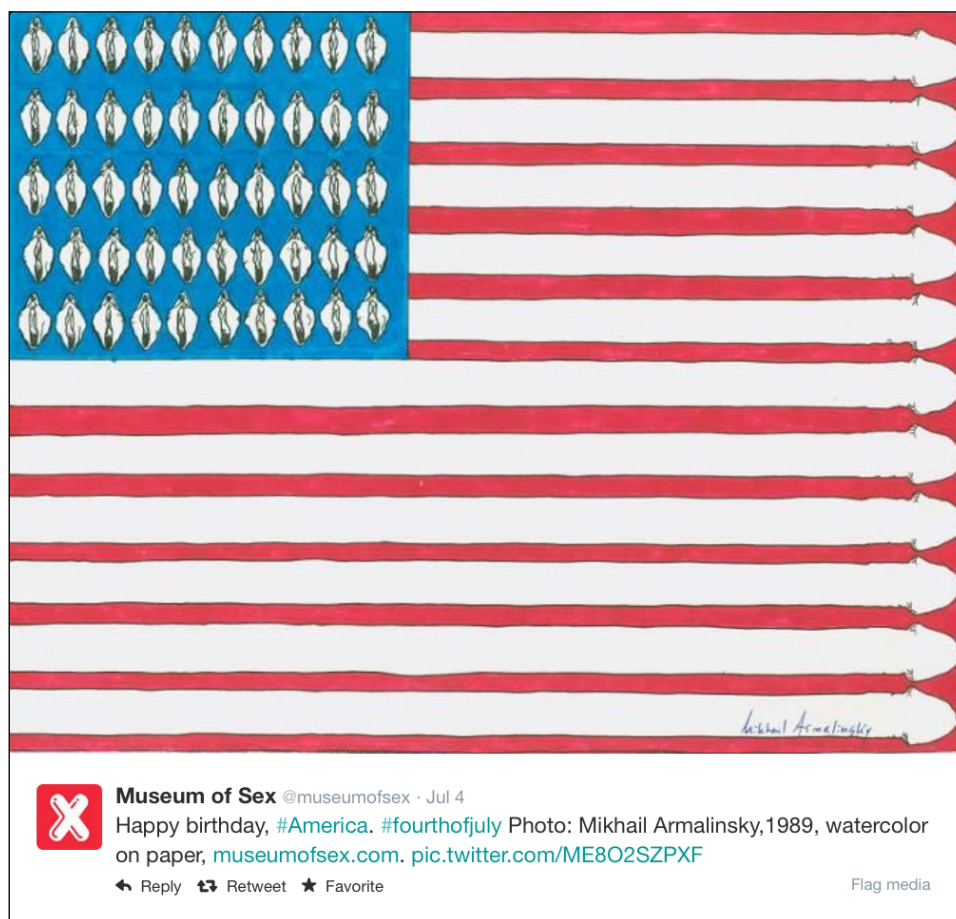 Mikhail Armalinsky
Museum of Sex @museumofsex · Jul 4
Happy birthday, #America. #fourthofjuly Photo: Mikhail Armalinsky,1989, watercolor
on paper, museumofsex.com. pic.twitter.com/ME8O2SZPXF
Reply Retweet Favorite Flag media